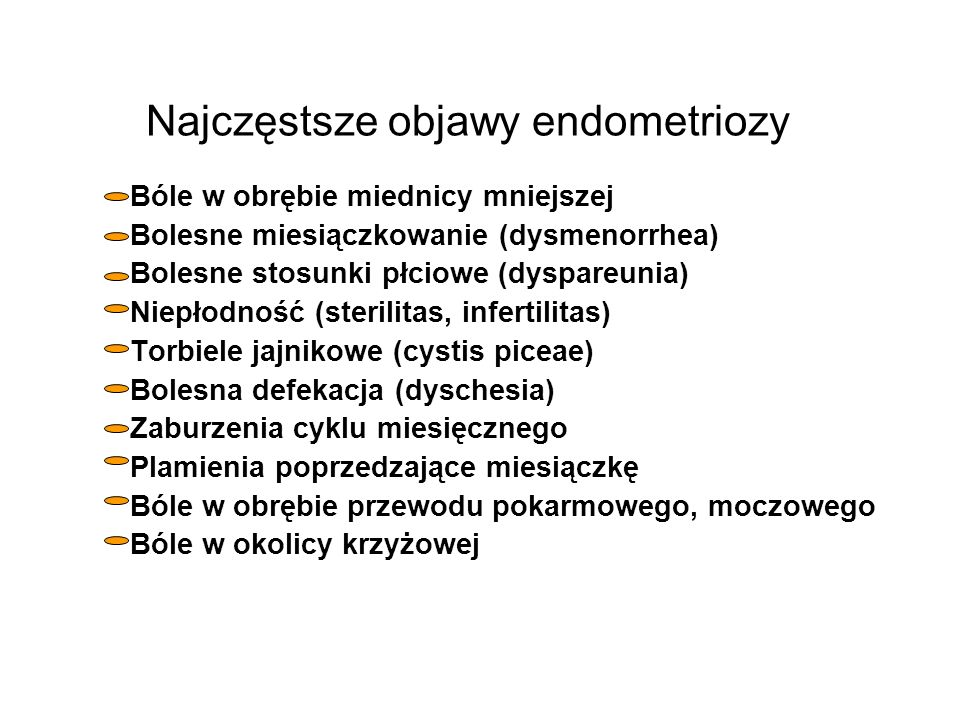 Najczęstsze objawy endometriozy
Bóle w obrębie miednicy mniejszej
Bolesne miesiączkowanie (dysmenorrhea)
Bolesne stosunki płciowe (dyspareunia)
Niepłodność (sterilitas, infertilitas)
Torbiele jajnikowe (cystis piceae)
Bolesna defekacja (dyschesia)
Zaburzenia cyklu miesięcznego
Plamienia poprzedzające miesiączkę
Bóle w obrębie przewodu pokarmowego, moczowego
Bóle w okolicy krzyżowej